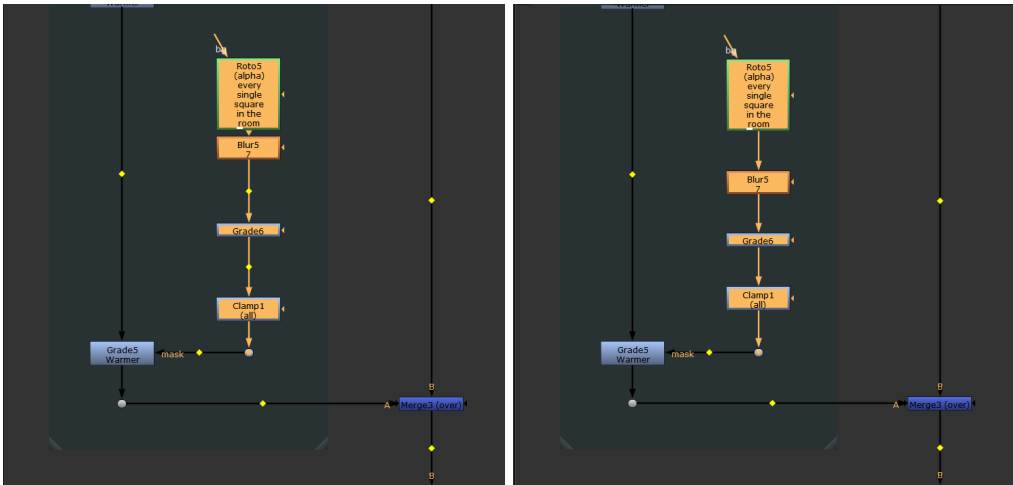 bg
Roto5
(alpha)
every
single
square
in the
room
Blur5
7
Grade6
Clamp1
(all)
Grade5
Warmer
mask
B
A
Merge3 (over)
B
bg
Roto5
(alpha)
every
single
square
in the
room
Blur5
7
Grade6
Clamp1
(all)
Grade5
Warmer
mask
B
A
Merge3 (over)
B